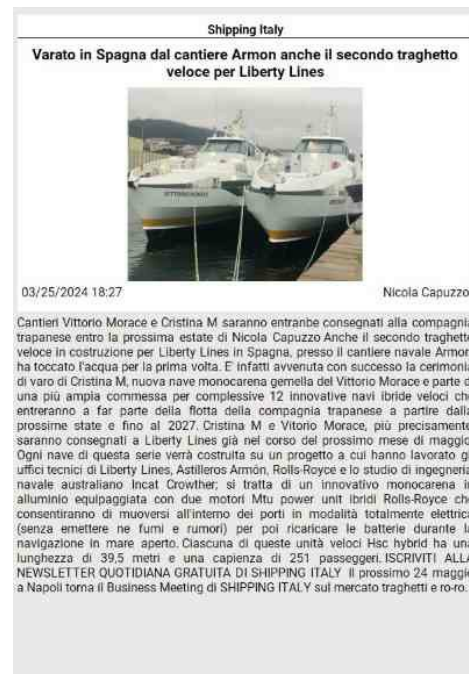 Shipping Italy
Varato in Spagna dal cantiere Armon anche il secondo traghetto
veloce per Liberty Lines
03/25/2024 18:27
Nicola Capuzzo
Cantieri Vittorio Morace e Cristina M saranno entranbe consegnati alla compagnia
trapanese entro la prossima estate di Nicola Capuzzo Anche il secondo traghetto
veloce in costruzione per Liberty Lines in Spagna, presso il cantiere navale Armon
ha toccato l'acqua per la prima volta. E' infatti avvenuta con successo la cerimonia
di varo di Cristina M, nuova nave monocarena gemella del Vittorio Morace e parte d
una più ampia commessa per complessive 12 innovative navi ibride veloci che
entreranno a far parte della flotta della compagnia trapanese a partire dalla
prossime state e fino al 2027. Cristina M e Vitorio Morace, più precisamente
saranno consegnati a Liberty Lines già nel corso del prossimo mese di maggio
Ogni nave di questa serie verrà costruita su un progetto a cui hanno lavorato gl
uffici tecnici di Liberty Lines, Astilleros Armón, Rolls-Royce e lo studio di ingegneria
navale australiano Incat Crowther; si tratta di un innovativo monocarena in
alluminio equipaggiata con due motori Mtu power unit ibridi Rolls-Royce che
consentiranno di muoversi all'interno dei porti in modalità totalmente elettrica
(senza emettere ne fumi e rumori) per poi ricaricare le batterie durante la
navigazione in mare aperto. Ciascuna di queste unità veloci Hsc hybrid ha una
lunghezza di 39,5 metri e una capienza di 251 passeggeri. ISCRIVITI ALLA
NEWSLETTER QUOTIDIANA GRATUITA DI SHIPPING ITALY Il prossimo 24 maggio
a Napoli torna il Business Meeting di SHIPPING ITALY sul mercato traghetti e ro-ro.